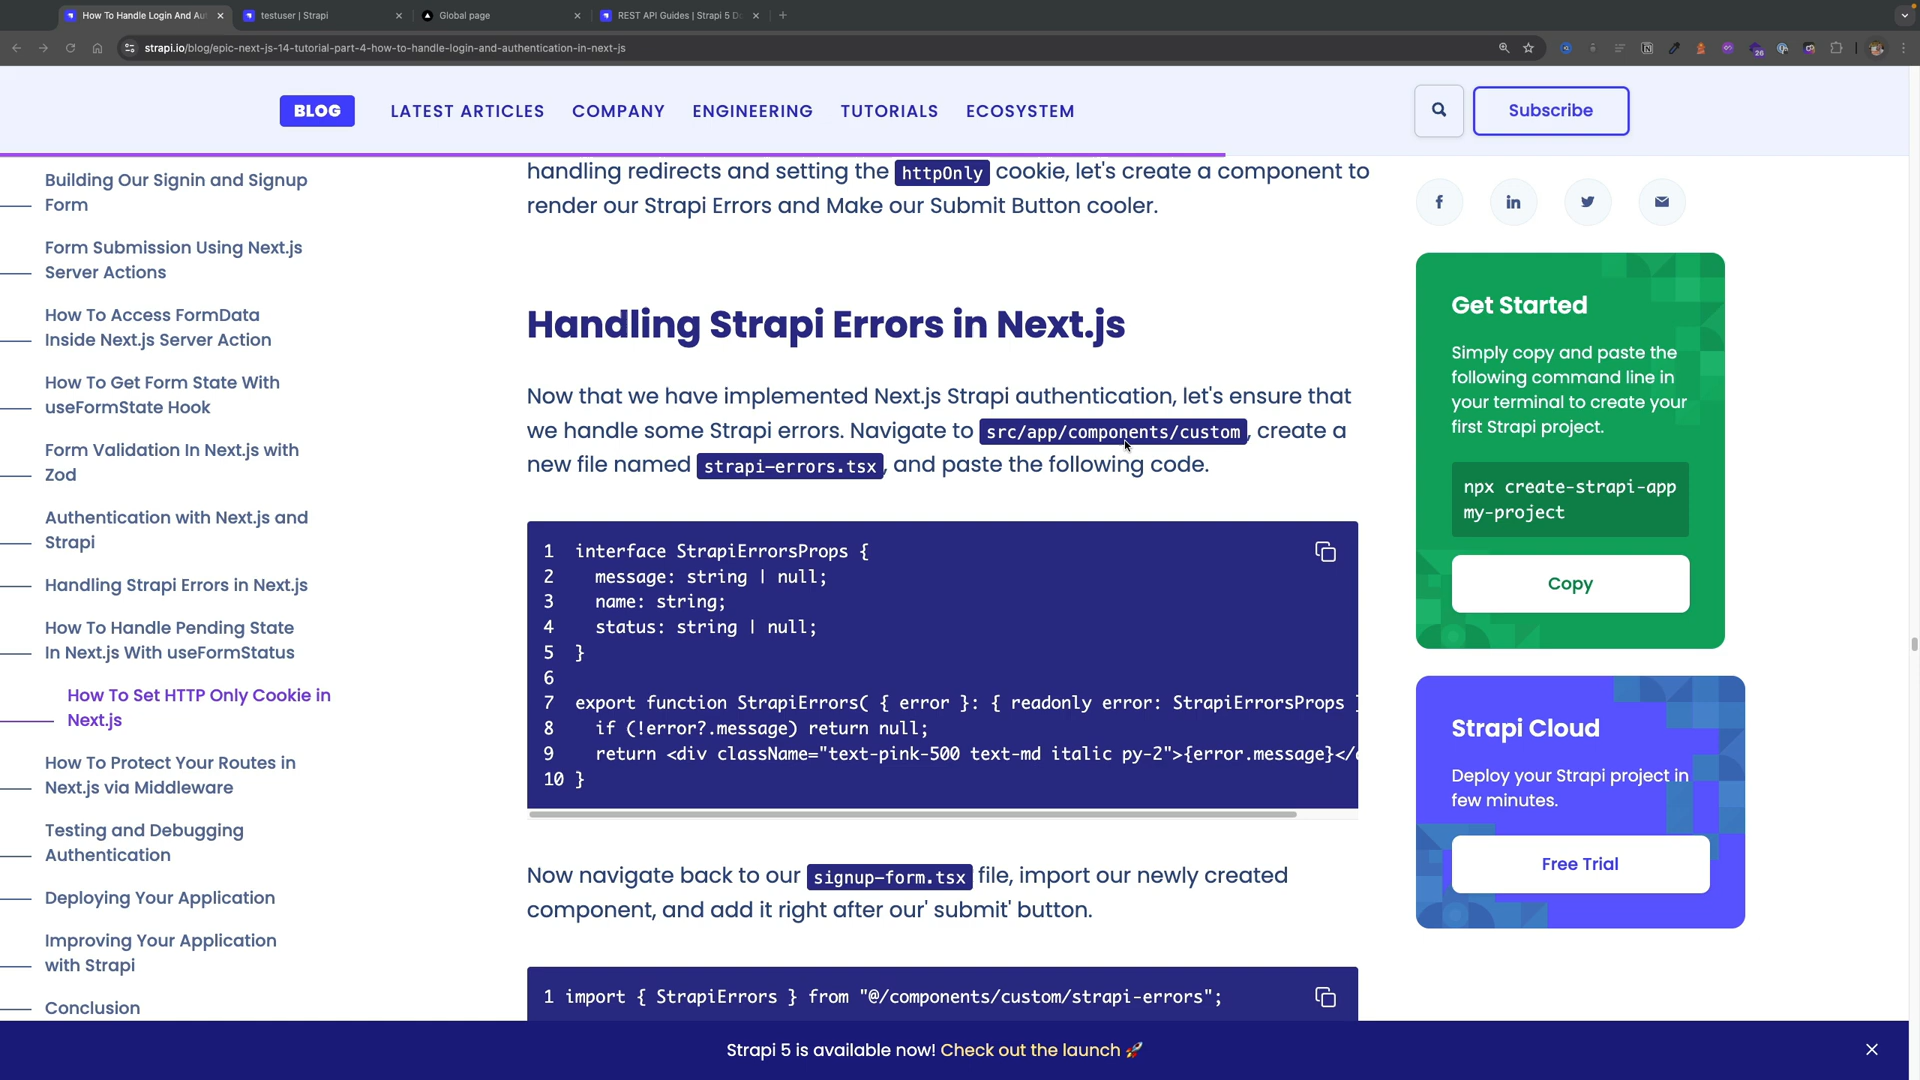 How To Handle Login And Aut
testuser | Strapi
Global page
REST API Guides | Strapi 5 D
strapi.io/blog/epic-next-js-14-tutorial-part-4-how-to-handle-login-and-authentication-in-next-js
BLOG
LATEST ARTICLES
COMPANY
ENGINEERING
TUTORIALS
ECOSYSTEM
Subscribe
Building Our Signin and Signup
Form
Form Submission Using Next.js
Server Actions
How To Access FormData
Inside Next.js Server Action
How To Get Form State With
useFormState Hook
Form Validation In Next.js with
Zod
Authentication with Next.js and
Strapi
Handling Strapi Errors in Next.js
How To Handle Pending State
In Next.js With useFormStatus
How To Set HTTP Only Cookie in
Next.js
How To Protect Your Routes in
Next.js via Middleware
Testing and Debugging
Authentication
Deploying Your Application
Improving Your Application
with Strapi
Conclusion
handling redirects and setting the httpOnly cookie, let's create a component to
render our Strapi Errors and Make our Submit Button cooler.
Handling Strapi Errors in Next.js
Now that we have implemented Next.js Strapi authentication, let's ensure that
we handle some Strapi errors. Navigate to src/app/components/custom, create a
new file named strapi-errors.tsx, and paste the following code.
1 interface StrapiErrorsProps {
2 message: string | null;
3 name: string;
4 status: string | null;
5 }
6
7 export function StrapiErrors( { error }: { readonly error: StrapiErrorsProps }
8 if (!error?.message) return null;
9 return <div className="text-pink-500 text-md italic py-2">{error.message}</d
10 }
Now navigate back to our signup-form.tsx file, import our newly created
component, and add it right after our' submit' button.
1 import { StrapiErrors } from "@/components/custom/strapi-errors";
Get Started
Simply copy and paste the
following command line in
your terminal to create your
first Strapi project.
npx create-strapi-app
my-project
Copy
Strapi Cloud
Deploy your Strapi project in
few minutes.
Free Trial
Strapi 5 is available now! Check out the launch 🚀